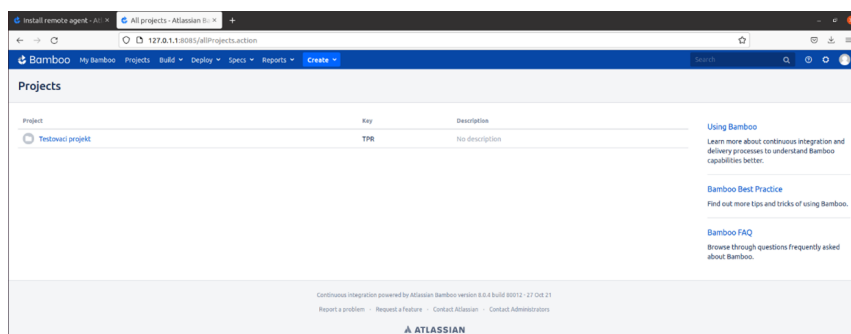 Install remote agent - Atl
All projects - Atlassian Ba
127.0.1.1:8085/allProjects.action
Bamboo My Bamboo Projects Build Deploy Specs Reports Create Search
Projects
Project Key Description
Testovaci projekt TPR No description
Using Bamboo
Learn more about continuous integration and
delivery processes to understand Bamboo
capabilities better.
Bamboo Best Practice
Find out more tips and tricks of using Bamboo.
Bamboo FAQ
Browse through questions frequently asked
about Bamboo.
Continuous integration powered by Atlassian Bamboo version 8.0.4 build 80012 - 27 Oct 21
Report a problem · Request a feature · Contact Atlassian · Contact Administrators
ATLASSIAN